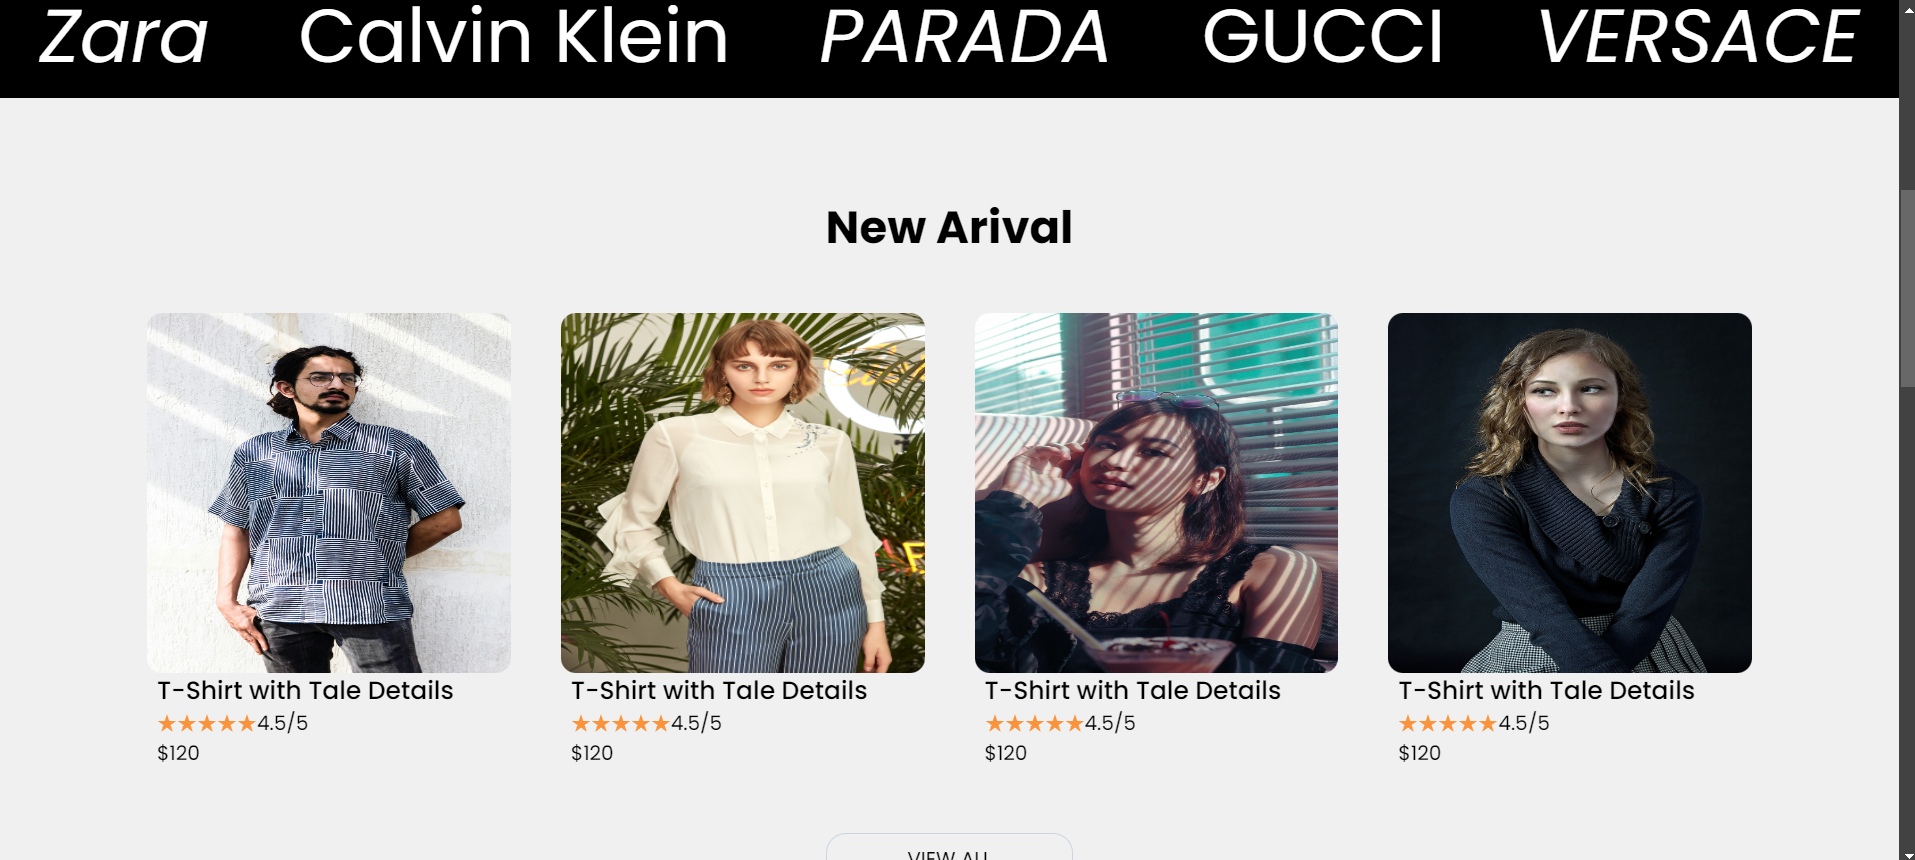 Zara Calvin Klein PARADA GUCCI VERSACE
New Arival
T-Shirt with Tale Details
★★★★★4.5/5
$120
T-Shirt with Tale Details
★★★★★4.5/5
$120
T-Shirt with Tale Details
★★★★★4.5/5
$120
T-Shirt with Tale Details
★★★★★4.5/5
$120
VIEW ALL